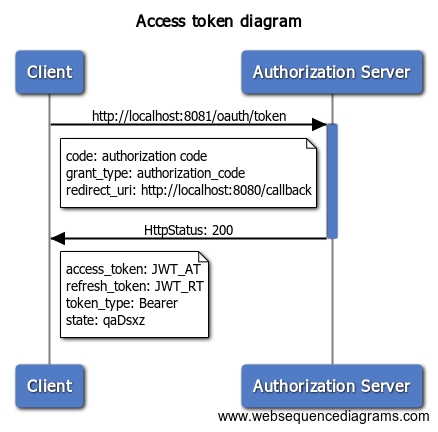 Access token diagram
Client
Authorization Server
http://localhost:8081/oauth/token
code: authorization code
grant_type: authorization_code
redirect_uri: http://localhost:8080/callback
HttpStatus: 200
access_token: JWT_AT
refresh_token: JWT_RT
token_type: Bearer
state: qaDsxz
Client
Authorization Server
www.websequencediagrams.com